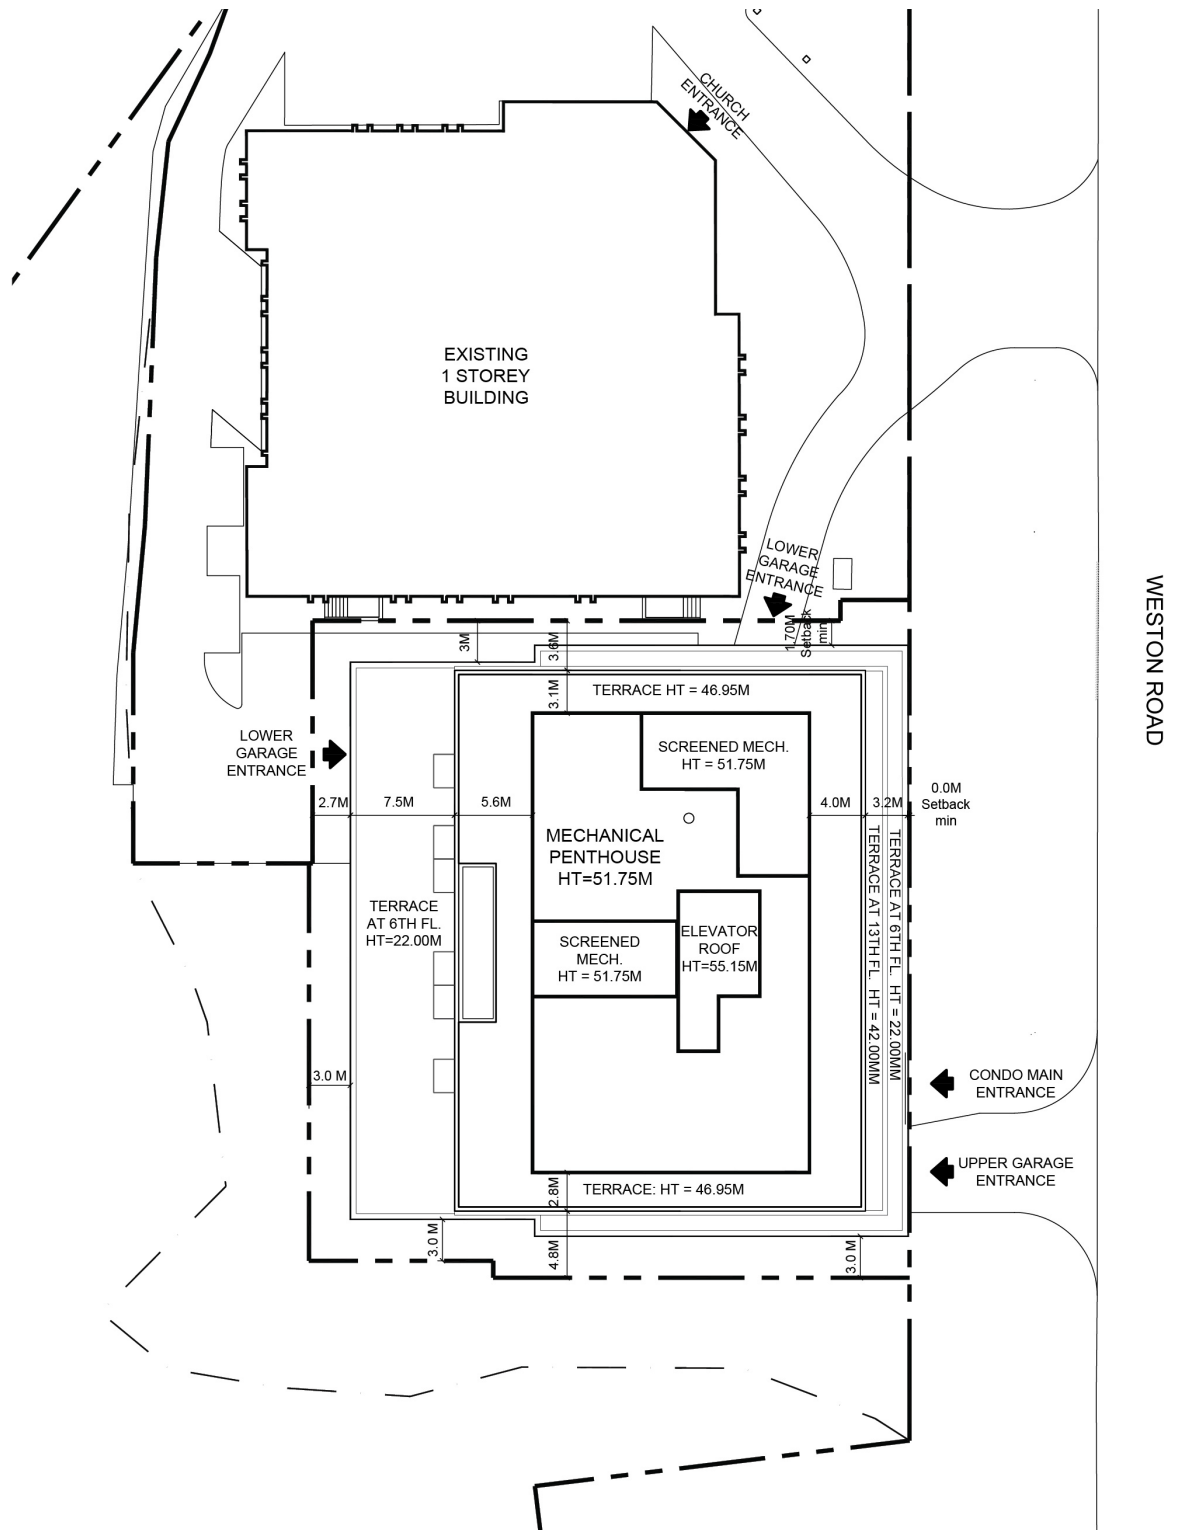 CHURCH
ENTRANCE
EXISTING
1 STOREY
BUILDING
LOWER
GARAGE
ENTRANCE
WESTON ROAD
1.70M
Setback
min
3M
3.6M
3.1M
TERRACE HT = 46.95M
LOWER
GARAGE
ENTRANCE
SCREENED MECH.
HT = 51.75M
2.7M
7.5M
5.6M
4.0M
3.2M
0.0M
Setback
min
MECHANICAL
PENTHOUSE
HT=51.75M
TERRACE
AT 6TH FL.
HT=22.00M
SCREENED
MECH.
HT = 51.75M
ELEVATOR
ROOF
HT=55.15M
TERRACE AT 13TH FL. HT = 42.00MM
TERRACE AT 6TH FL. HT = 22.00MM
3.0 M
CONDO MAIN
ENTRANCE
UPPER GARAGE
ENTRANCE
2.8M
TERRACE: HT = 46.95M
3.0 M
4.8M
3.0 M